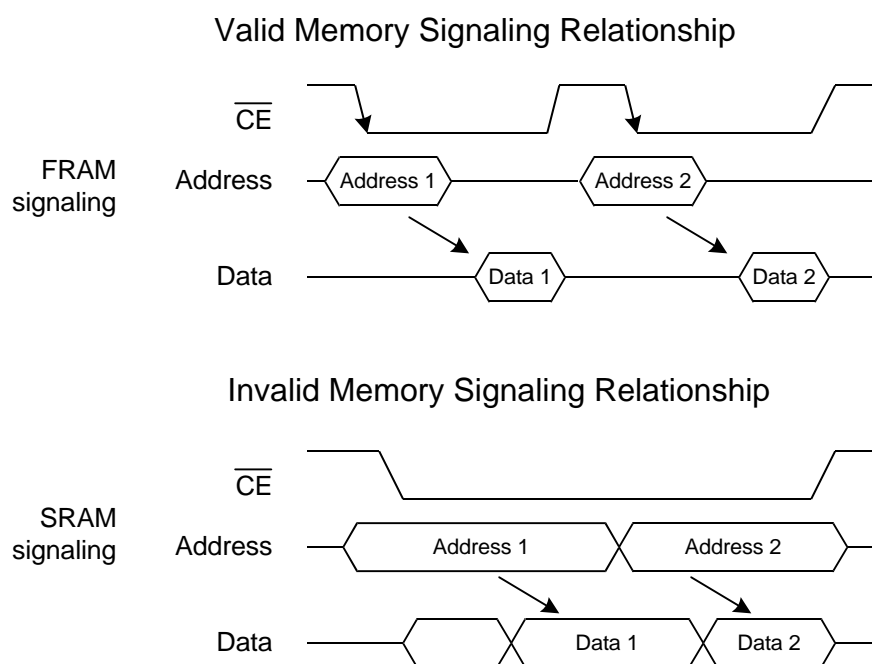 Valid Memory Signaling Relationship
CE
FRAM
signaling
Address
Address 1
Address 2
Data
Data 1
Data 2
Invalid Memory Signaling Relationship
CE
SRAM
signaling
Address
Address 1
Address 2
Data
Data 1
Data 2